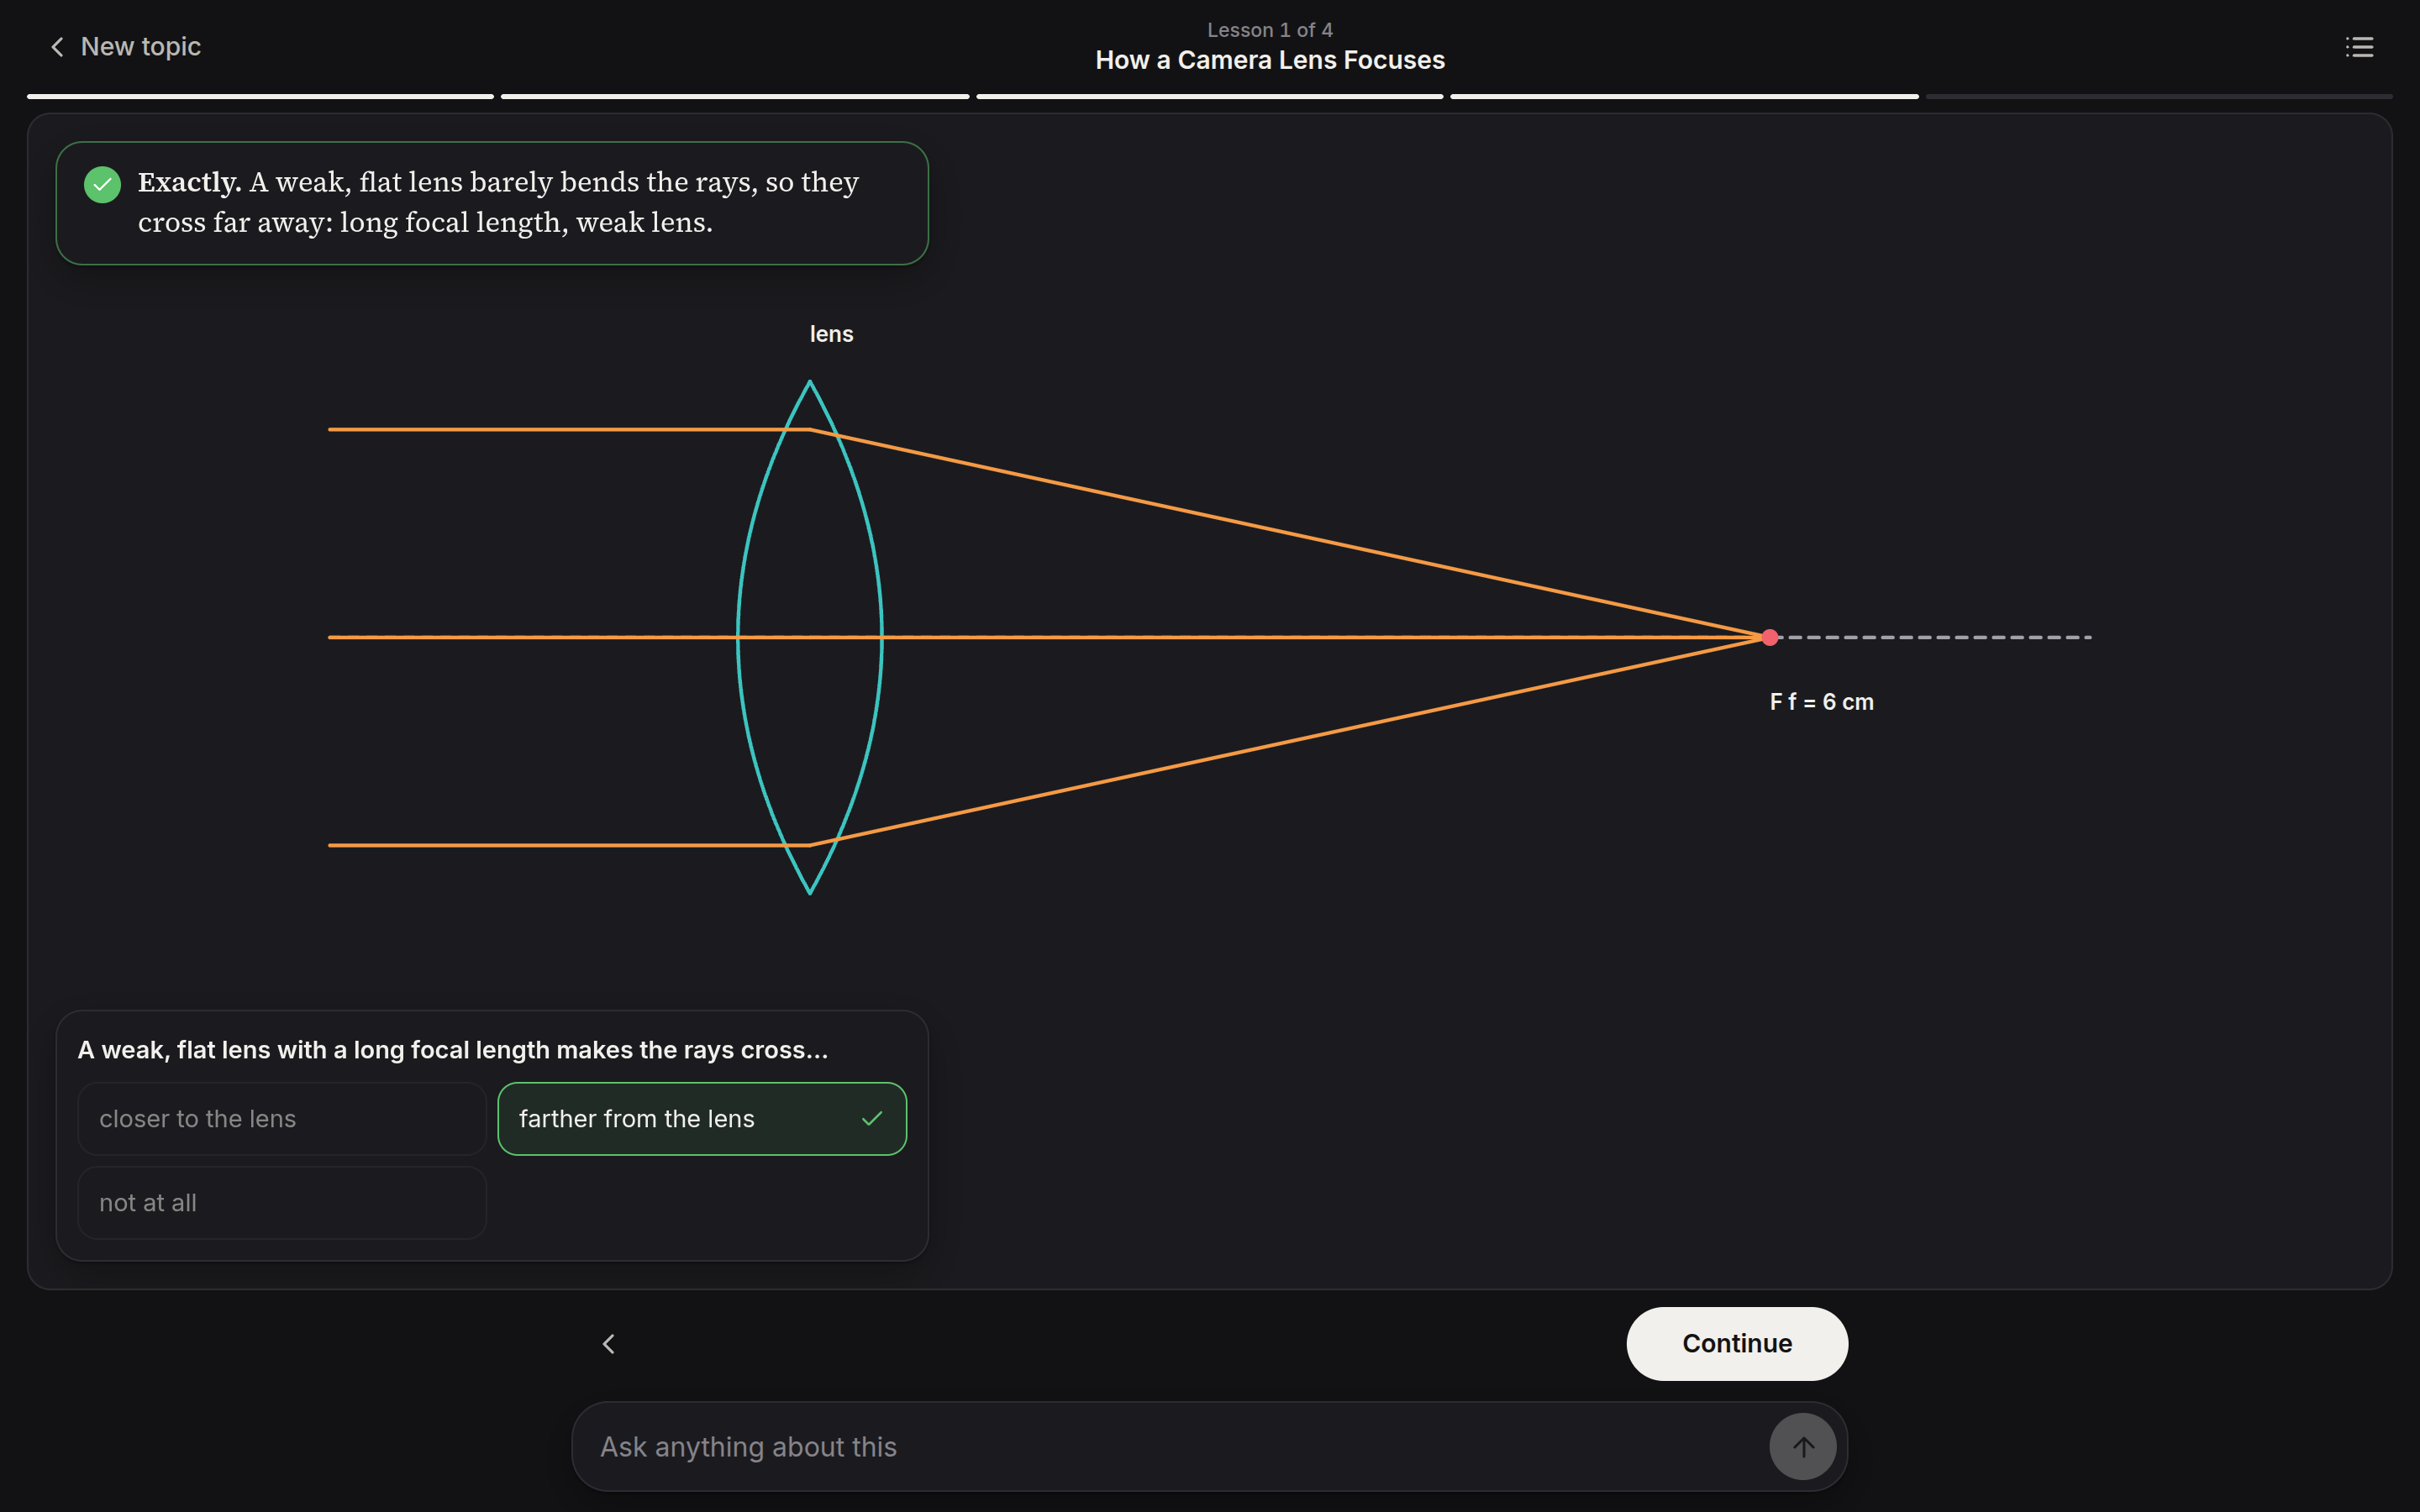 New topic
Lesson 1 of 4
How a Camera Lens Focuses
Exactly. A weak, flat lens barely bends the rays, so they
cross far away: long focal length, weak lens.
lens
F f = 6 cm
A weak, flat lens with a long focal length makes the rays cross...
closer to the lens
farther from the lens
not at all
Continue
Ask anything about this